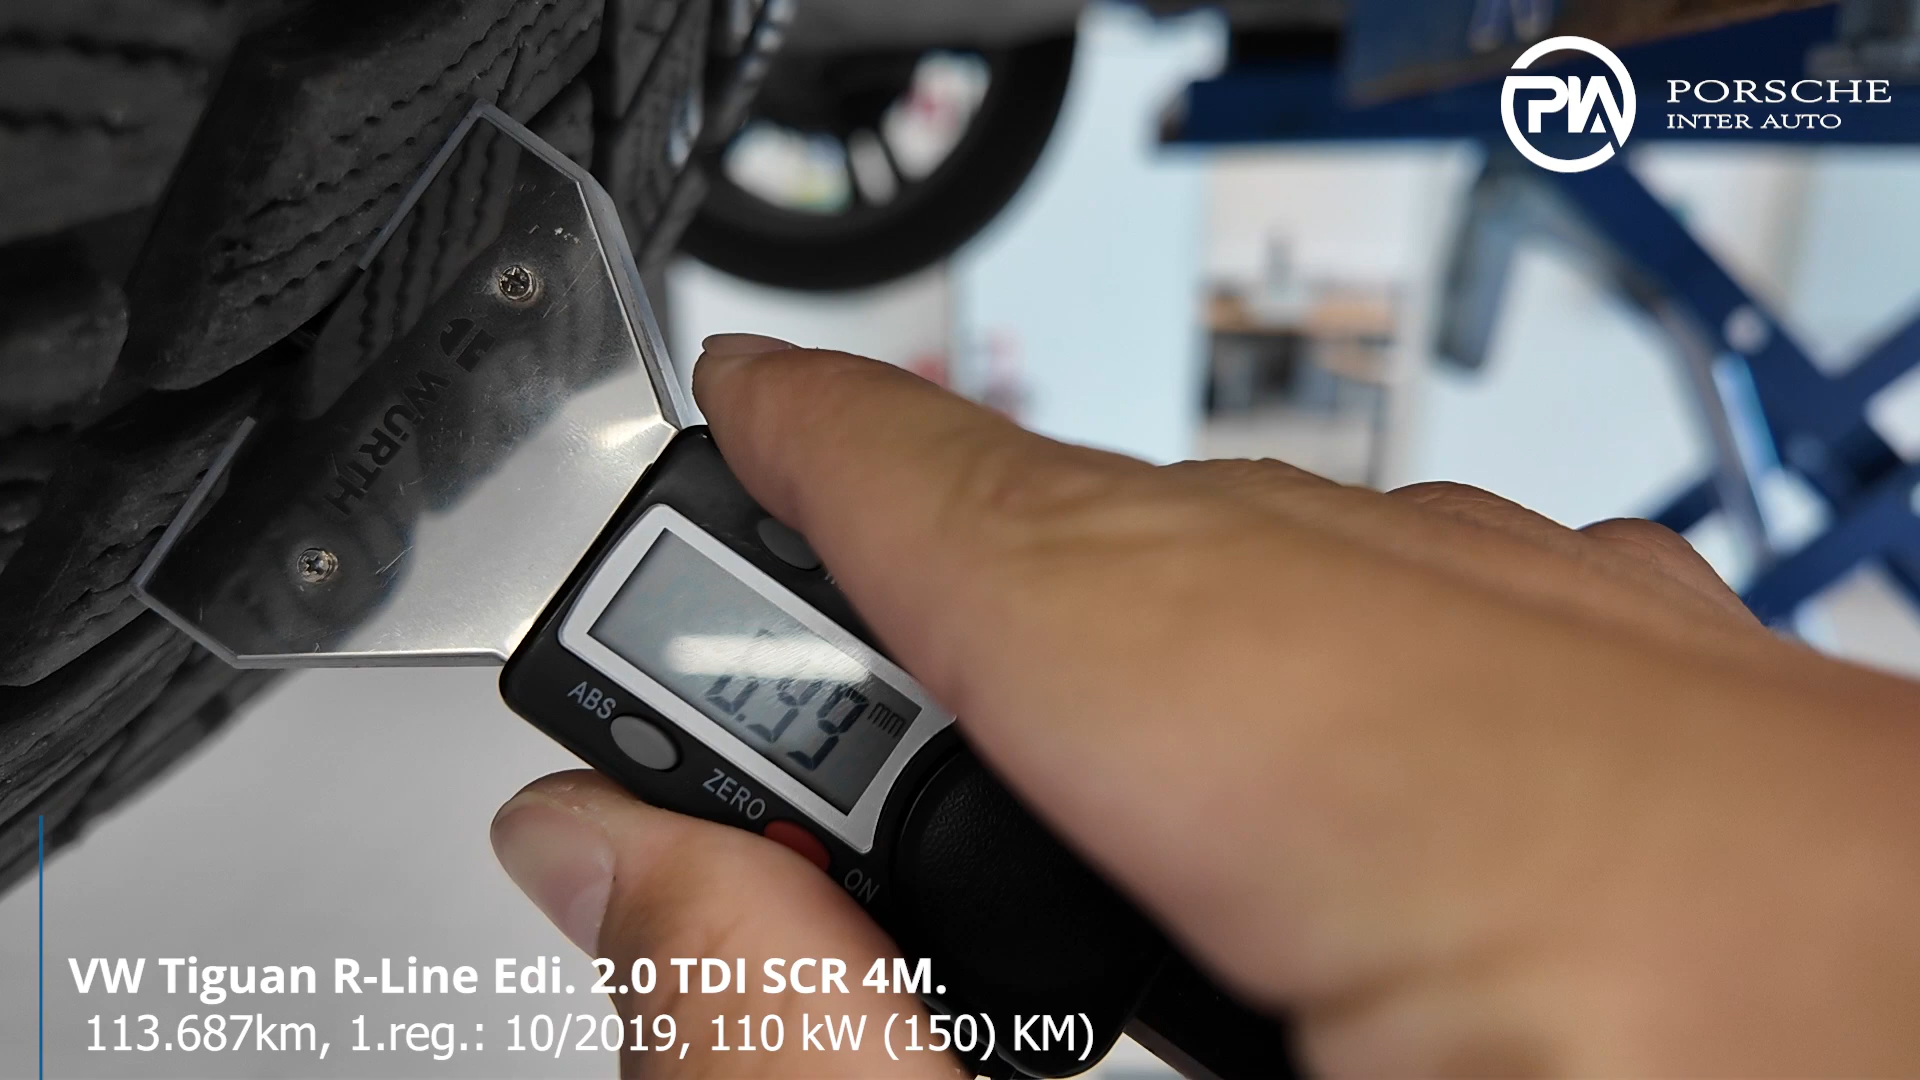 PIA
PORSCHE
INTER AUTO
WÜRTH
mm
ABS
ZERO
ON
VW Tiguan R-Line Edi. 2.0 TDI SCR 4M.
113.687km, 1.reg.: 10/2019, 110 kW (150) KM)